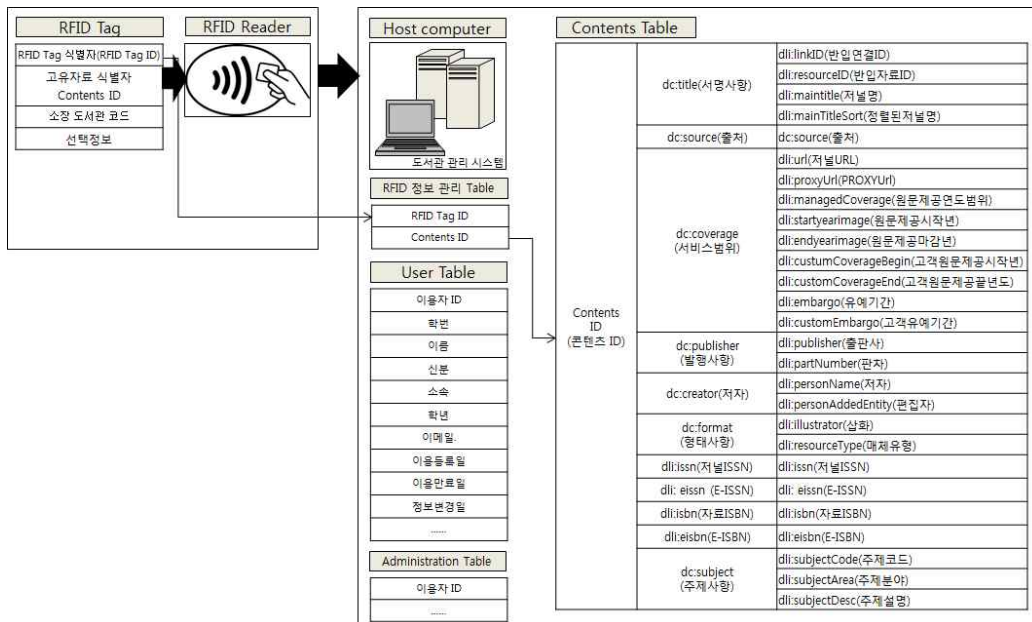 RFID Tag
RFID Tag 식별자(RFID Tag ID)
고유자료 식별자
Contents ID
소장 도서관 코드
선택정보
RFID Reader
Host computer
도서관 관리 시스템
RFID 정보 관리 Table
RFID Tag ID
Contents ID
User Table
이용자 ID
학번
이름
신분
소속
학년
이메일.
이용등록일
이용만료일
정보변경일
......
Administration Table
이용자 ID
......
Contents Table
Contents
ID
(콘텐츠 ID)
dc:title(서명사항)
dli:linkID(반입연결ID)
dli:resourceID(반입자료ID)
dli:maintitle(저널명)
dli:mainTitleSort(정렬된저널명)
dc:source(출처)
dc:source(출처)
dc:coverage
(서비스범위)
dli:url(저널URL)
dli:proxyUrl(PROXYUrl)
dli:managedCoverage(원문제공연도범위)
dli:startyearimage(원문제공시작년)
dli:endyearimage(원문제공마감년)
dli:custumCoverageBegin(고객원문제공시작년)
dli:customCoverageEnd(고객원문제공끝년도)
dli:embargo(유예기간)
dli:customEmbargo(고객유예기간)
dc:publisher
(발행사항)
dli:publisher(출판사)
dli:partNumber(판차)
dc:creator(저자)
dli:personName(저자)
dli:personAddedEntity(편집자)
dc:format
(형태사항)
dli:illustrator(삽화)
dli:resourceType(매체유형)
dli:issn(저널ISSN)
dli:issn(저널ISSN)
dli: eissn (E-ISSN)
dli: eissn(E-ISSN)
dli:isbn(자료ISBN)
dli:isbn(자료ISBN)
dli:eisbn(E-ISBN)
dli:eisbn(E-ISBN)
dc:subject
(주제사항)
dli:subjectCode(주제코드)
dli:subjectArea(주제분야)
dli:subjectDesc(주제설명)